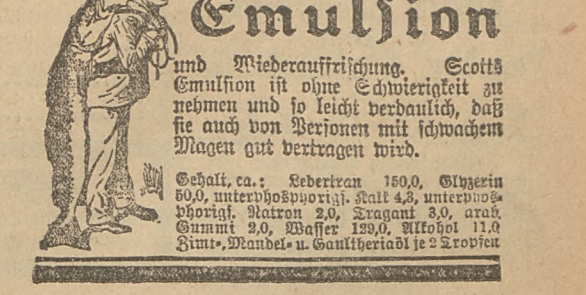 Emulsion
und Wiederauffrischung. Scotts
Emulsion ist ohne Schwierigkeit zu
nehmen und so leicht verdaulich, daß
sie auch von Personen mit schwachem
Magen gut vertragen wird.
Gehalt, ca.: Lebertran 150,0, Glyzerin
50,0, unterphosphorigs. Kalk 4,3, unterphos-
phorigs. Natron 2,0, Tragant 3,0, arab.
Gummi 2,0, Wasser 129,0, Alkohol 11,0
Zimt-, Mandel- u. Gaultheriaöl je 2 Tropfen